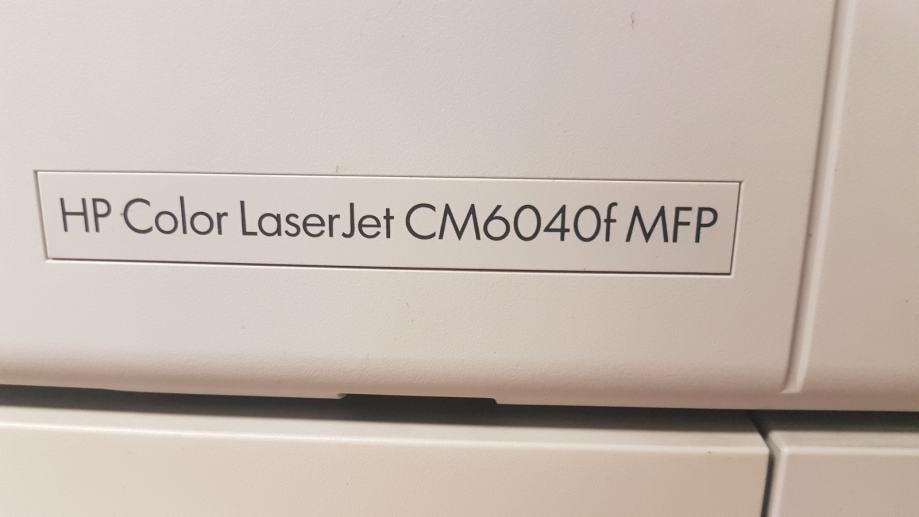 HP Color LaserJet CM6040f MFP